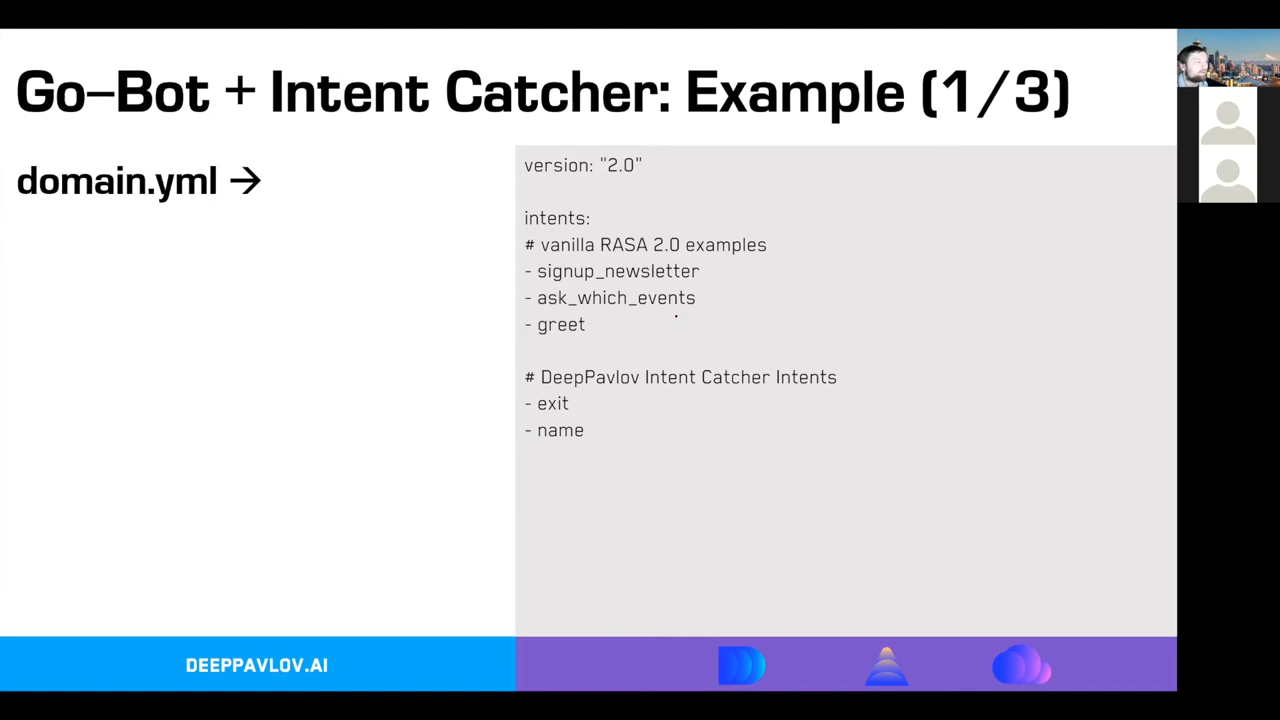 Go-Bot + Intent Catcher: Example (1/3)
domain.yml →
version: "2.0"
intents:
# vanilla RASA 2.0 examples
- signup_newsletter
- ask_which_events
- greet
# DeepPavlov Intent Catcher Intents
- exit
- name
DEEPPAVLOV.AI